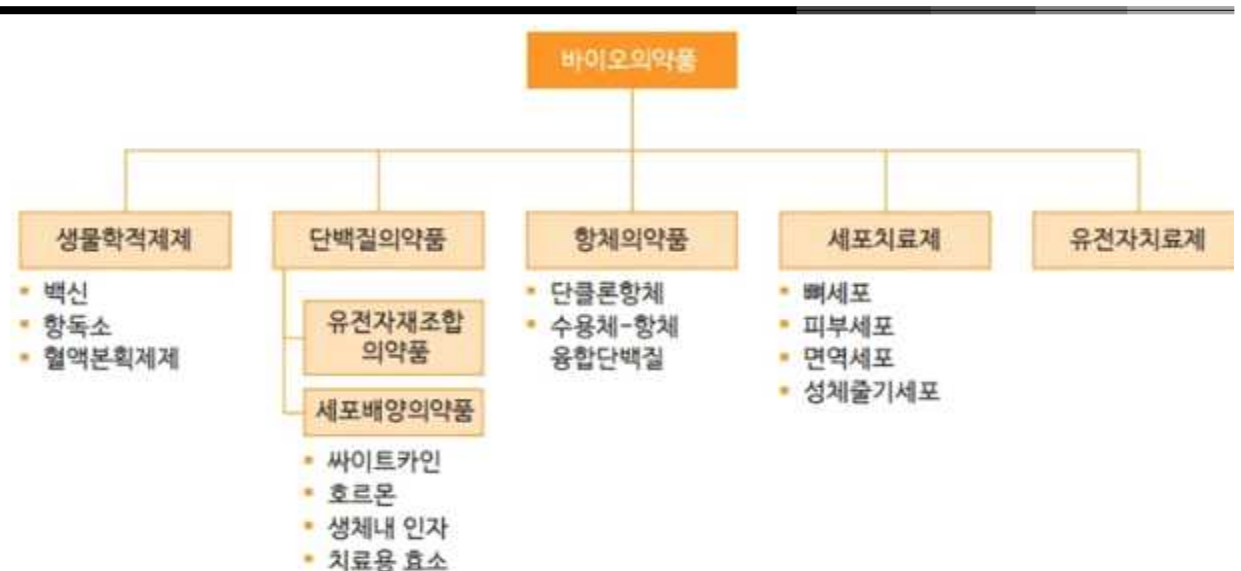 바이오의약품
생물학적제제
백신
항독소
혈액본획제제
단백질의약품
유전자재조합
의약품
세포배양의약품
싸이트카인
호르몬
생체내 인자
치료용 효소
항체의약품
단클론항체
수용체-항체
융합단백질
세포치료제
뼈세포
피부세포
면역세포
성체줄기세포
유전자치료제